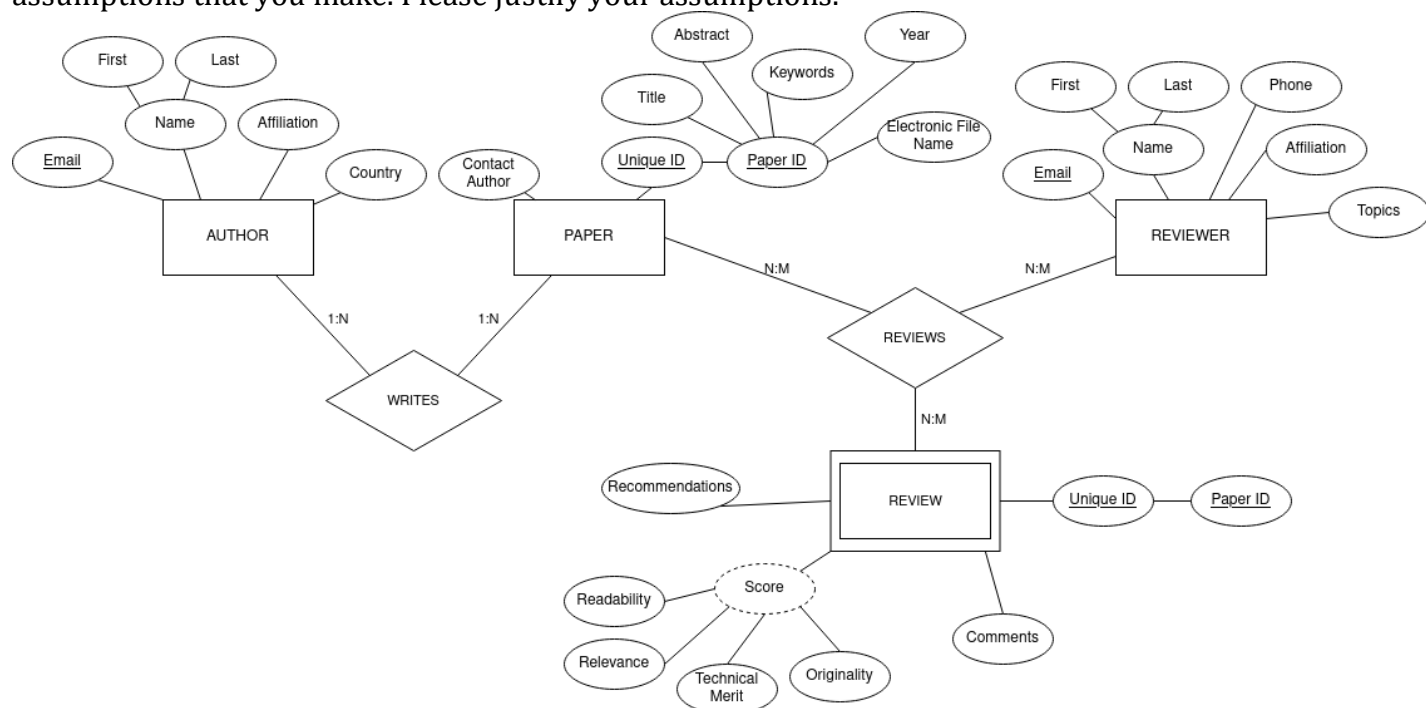 assumptions that you make. Please justify your assumptions.
Abstract
Year
First
Last
Keywords
First
Last
Phone
Title
Name
Affiliation
Electronic File
Name
Name
Affiliation
Email
Country
Contact
Author
Unique ID
Paper ID
Email
Topics
AUTHOR
PAPER
REVIEWER
N:M
N:M
1:N
1:N
REVIEWS
WRITES
N:M
Recommendations
REVIEW
Unique ID
Paper ID
Score
Readability
Comments
Relevance
Technical
Merit
Originality